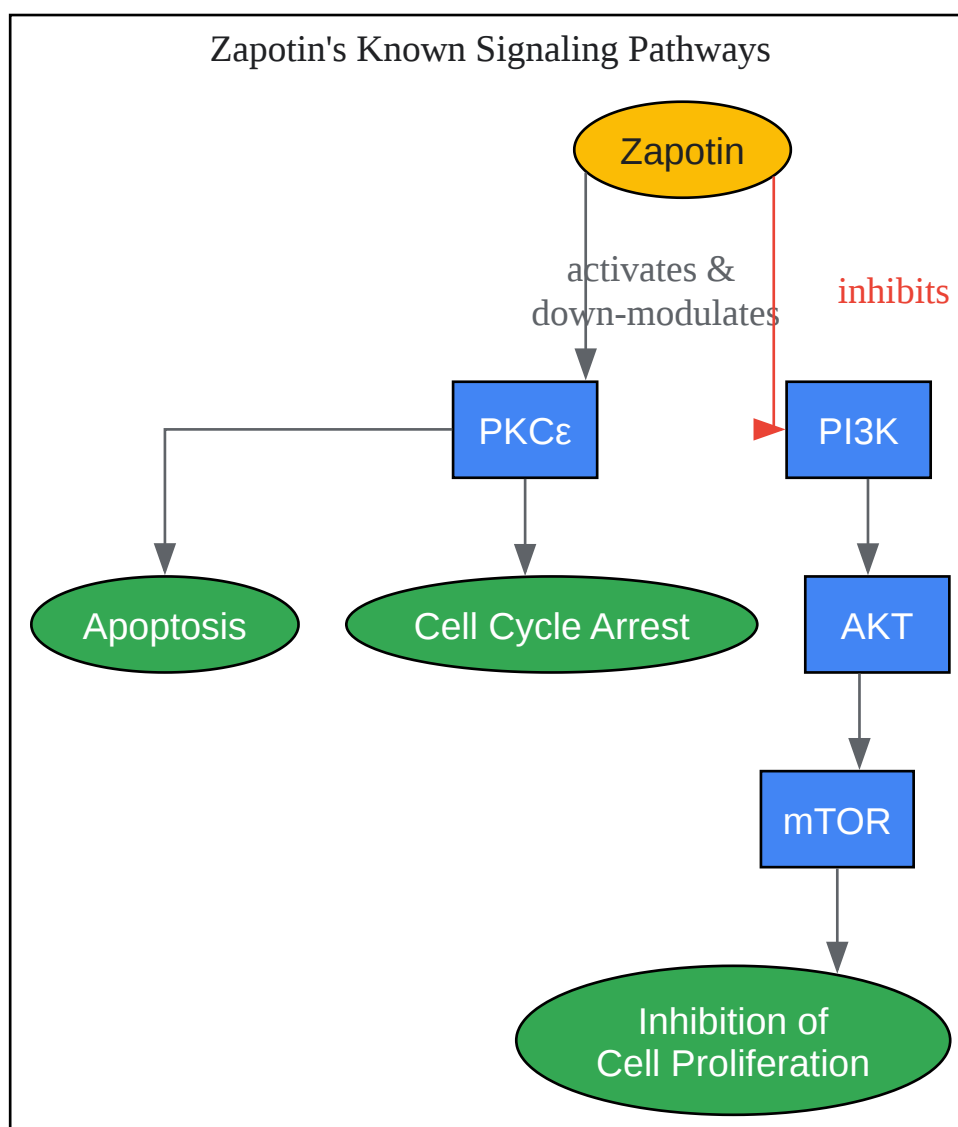 Zapotin's Known Signaling Pathways
Zapotin
activates &
down-modulates
inhibits
PKCε
PI3K
Apoptosis
Cell Cycle Arrest
AKT
mTOR
Inhibition of
Cell Proliferation